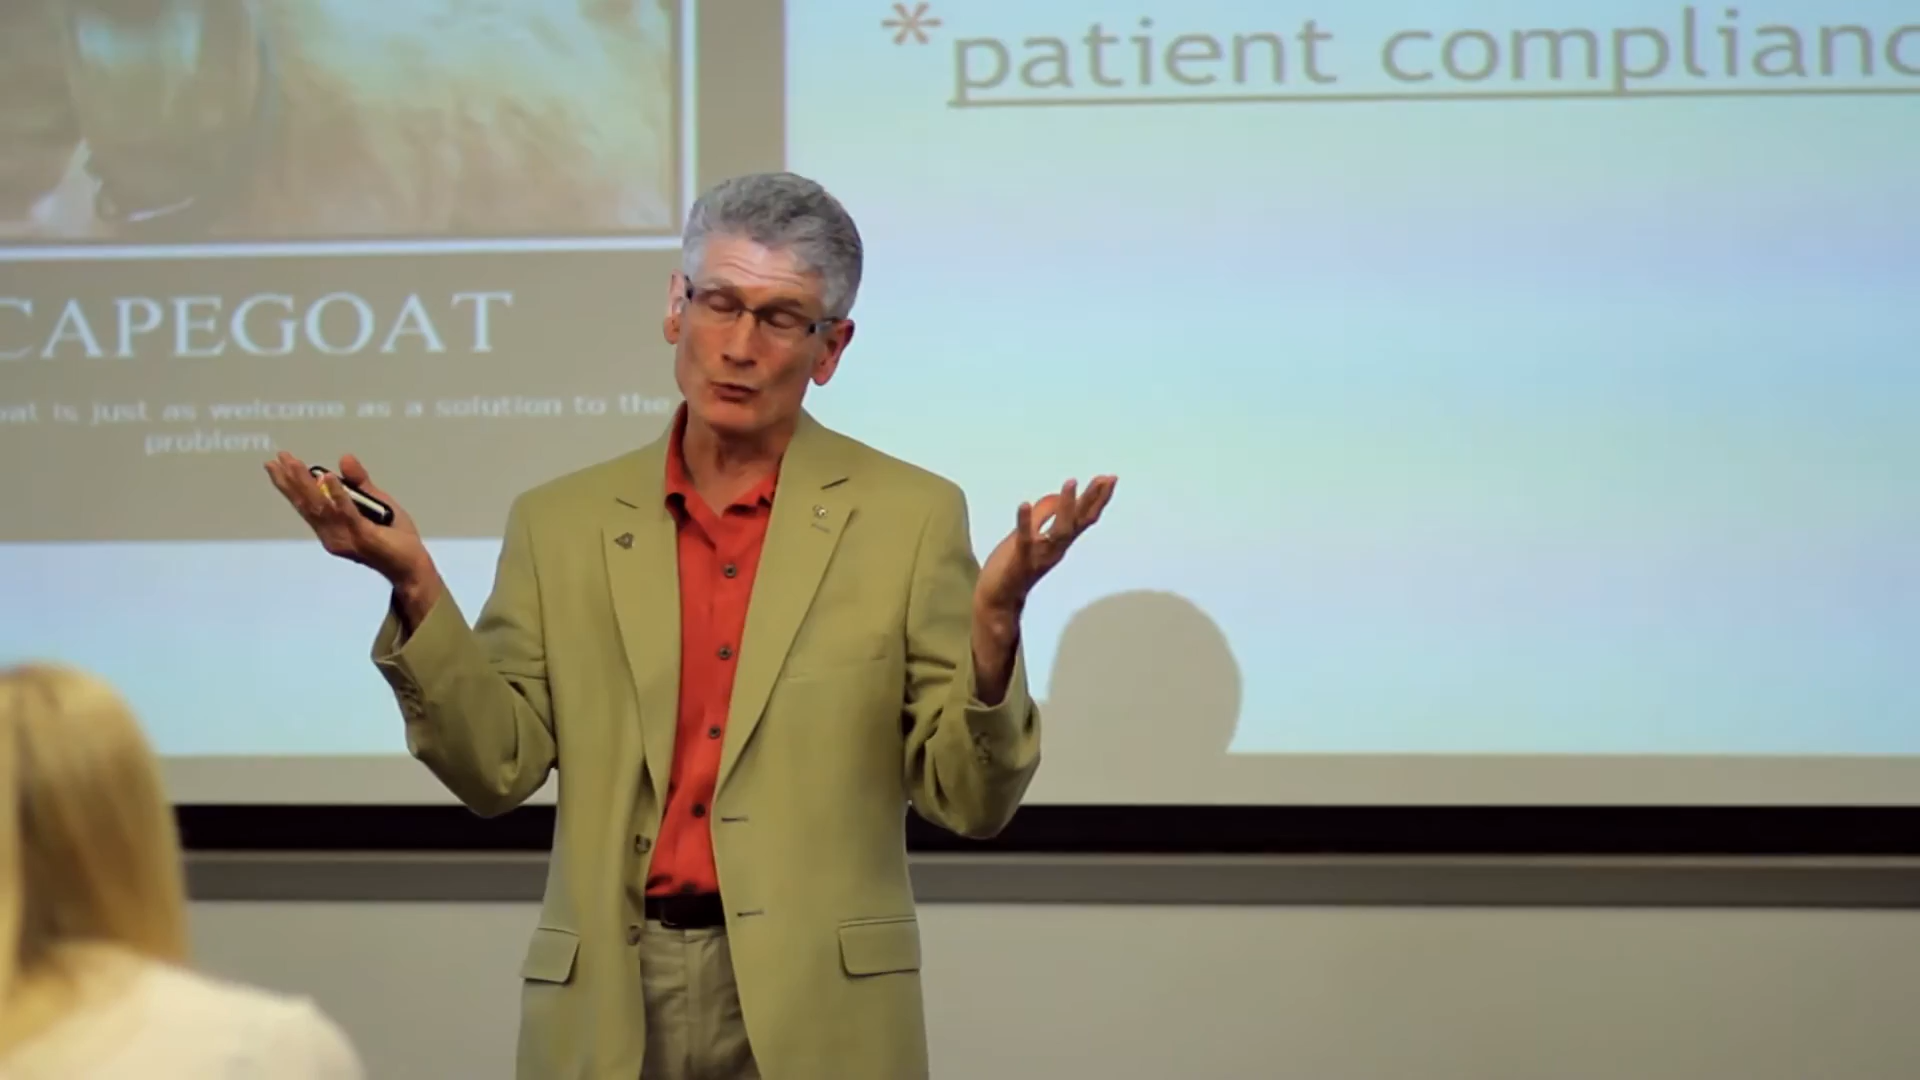 * patient complianc
CAPEGOAT
oat is just as welcome as a solution to the
problem.